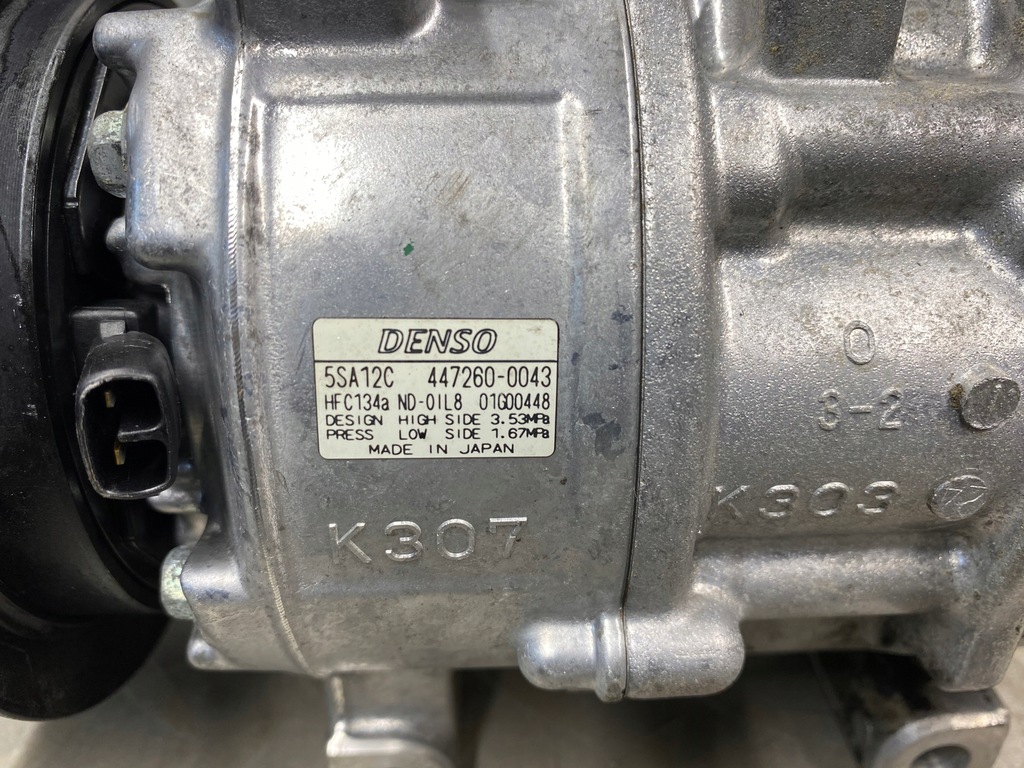 DENSO
5SA12C 447260-0043
HFC134a ND-OIL8 01G00448
DESIGN HIGH SIDE 3.53MPa
PRESS LOW SIDE 1.67MPa
MADE IN JAPAN
K307
O
3-2
K303